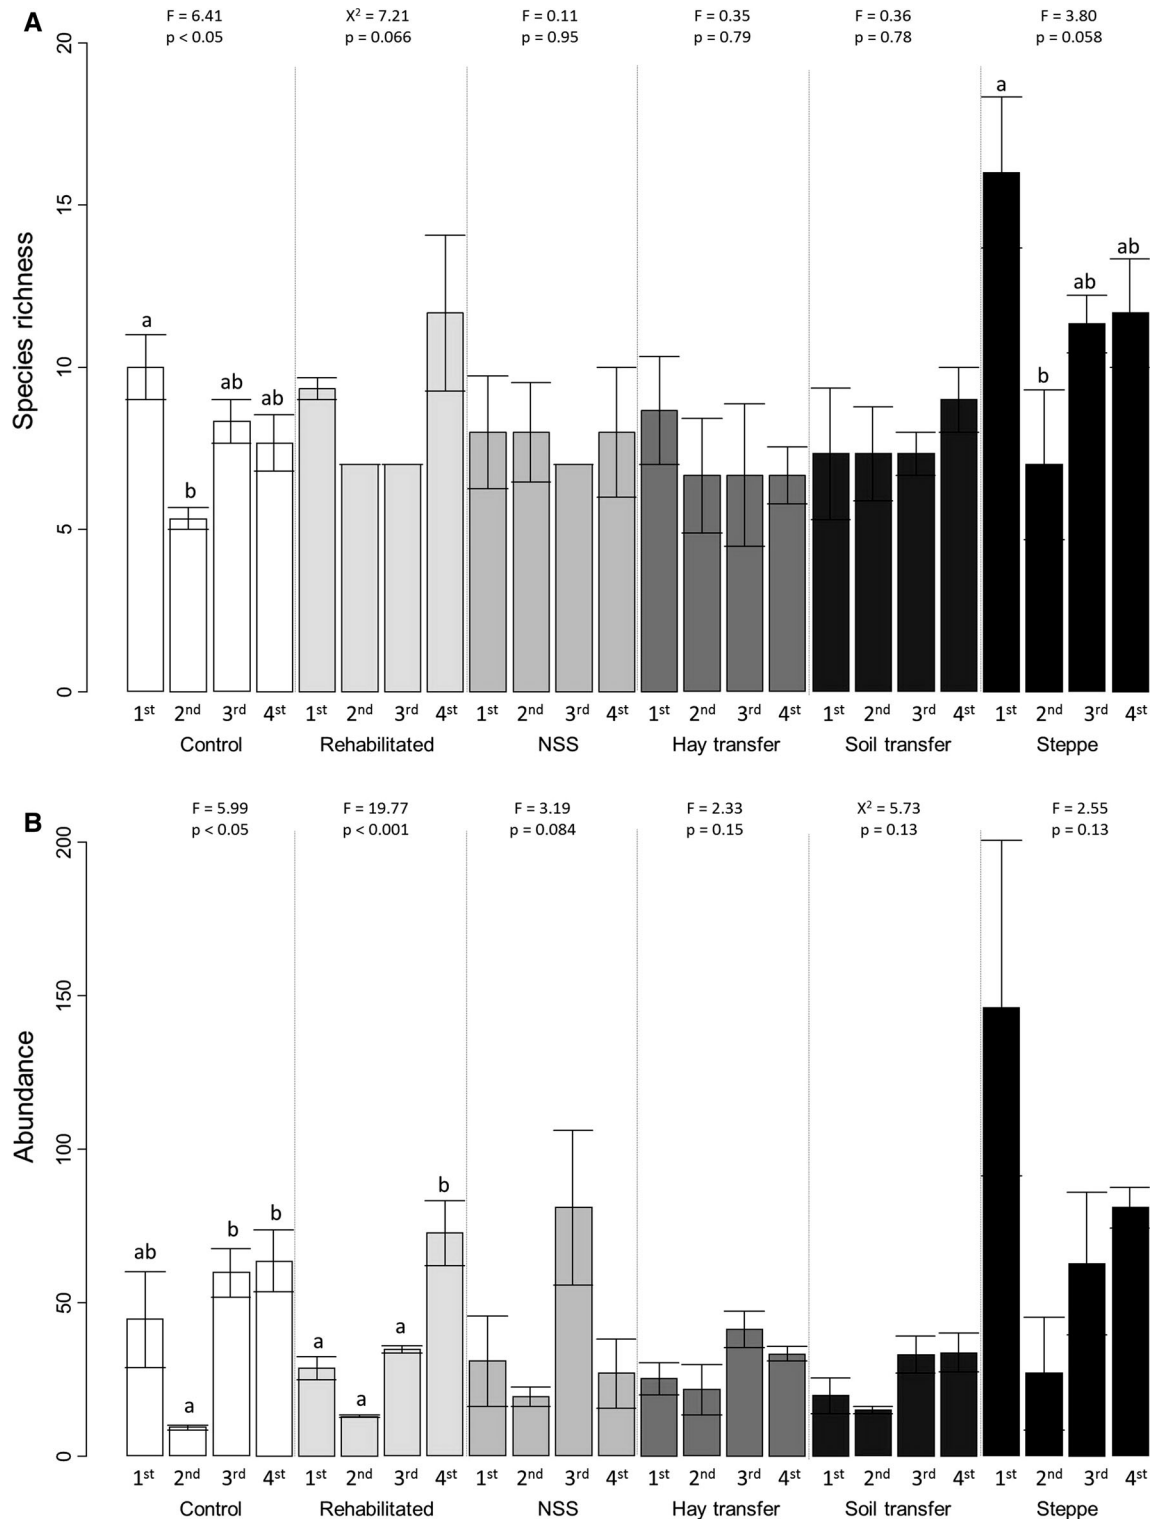 A
F = 6.41 X² = 7.21 F = 0.11 F = 0.35 F = 0.36 F = 3.80
p < 0.05 p = 0.066 p = 0.95 p = 0.79 p = 0.78 p = 0.058
20
15
10
5
0
Species richness
a b ab ab a b ab ab
1st 2nd 3rd 4st 1st 2nd 3rd 4st 1st 2nd 3rd 4st 1st 2nd 3rd 4st 1st 2nd 3rd 4st 1st 2nd 3rd 4st
Control Rehabilitated NSS Hay transfer Soil transfer Steppe
B
F = 5.99 F = 19.77 F = 3.19 F = 2.33 X² = 5.73 F = 2.55
p < 0.05 p < 0.001 p = 0.084 p = 0.15 p = 0.13 p = 0.13
200
150
100
50
0
Abundance
ab a b b a a a b
1st 2nd 3rd 4st 1st 2nd 3rd 4st 1st 2nd 3rd 4st 1st 2nd 3rd 4st 1st 2nd 3rd 4st 1st 2nd 3rd 4st
Control Rehabilitated NSS Hay transfer Soil transfer Steppe